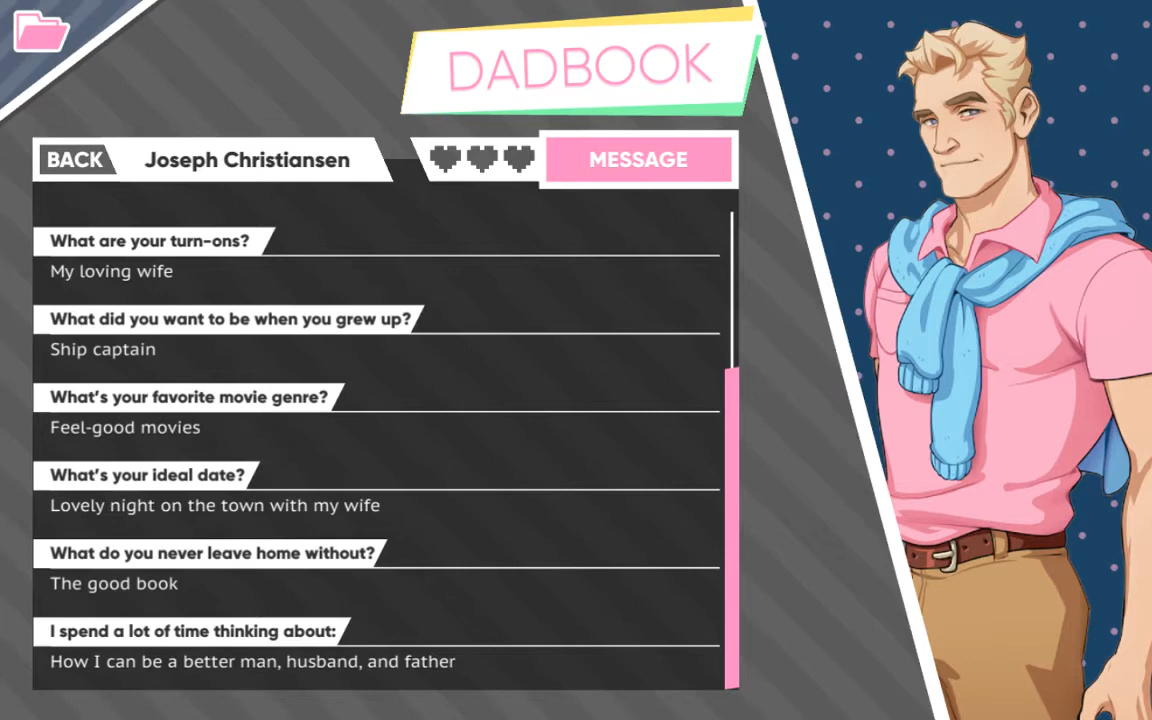 DADBOOK
BACK
Joseph Christiansen
MESSAGE
What are your turn-ons?
My loving wife
What did you want to be when you grew up?
Ship captain
What's your favorite movie genre?
Feel-good movies
What's your ideal date?
Lovely night on the town with my wife
What do you never leave home without?
The good book
I spend a lot of time thinking about:
How I can be a better man, husband, and father